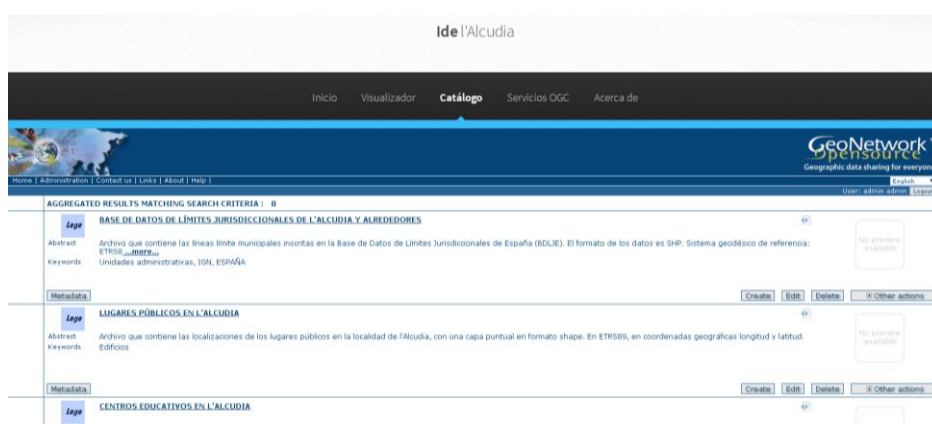 Ide l'Alcudia
Inicio Visualizador Catálogo Servicios OGC Acerca de
GeoNetwork
Opensource
Geographic data sharing for everyone
Home | Administration | Contact us | Links | About | Help |
English
User: admin admin Logout
AGGREGATED RESULTS MATCHING SEARCH CRITERIA : 8
Logo BASE DE DATOS DE LÍMITES JURISDICCIONALES DE L'ALCUDIA Y ALREDEDORES
Abstract Archivo que contiene las líneas límite municipales inscritas en la Base de Datos de Límites Jurisdiccionales de España (BDLJE). El formato de los datos es SHP. Sistema geodésico de referencia:
ETRS8 ...more...
Keywords Unidades administrativas, IGN, ESPAÑA
No preview
available
Metadata Create Edit Delete Other actions
Logo LUGARES PÚBLICOS EN L'ALCUDIA
Abstract Archivo que contiene las localizaciones de los lugares públicos en la localidad de l'Alcudia, con una capa puntual en formato shape. En ETRS89, en coordenadas geográficas longitud y latitud.
Keywords Edificios
No preview
available
Metadata Create Edit Delete Other actions
Logo CENTROS EDUCATIVOS EN L'ALCUDIA